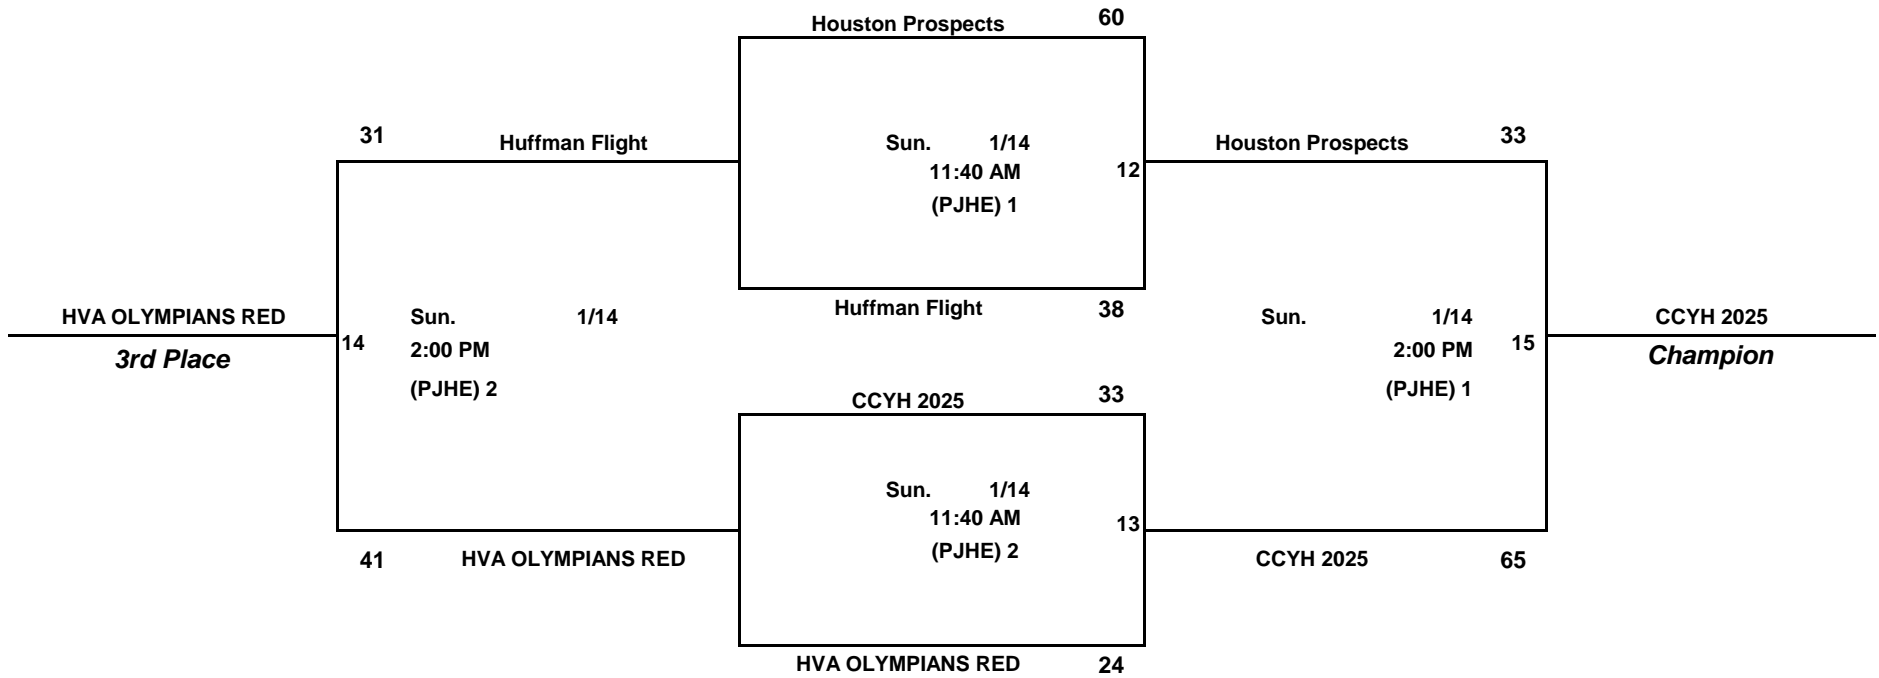 Houston Prospects 60
31 Huffman Flight
Sun. 1/14
11:40 AM
(PJHE) 1
12
Houston Prospects 33
Huffman Flight 38
HVA OLYMPIANS RED
3rd Place
14
Sun. 1/14
2:00 PM
(PJHE) 2
Sun. 1/14
2:00 PM
(PJHE) 1
15
CCYH 2025
Champion
CCYH 2025 33
Sun. 1/14
11:40 AM
(PJHE) 2
13
41 HVA OLYMPIANS RED
CCYH 2025 65
HVA OLYMPIANS RED 24